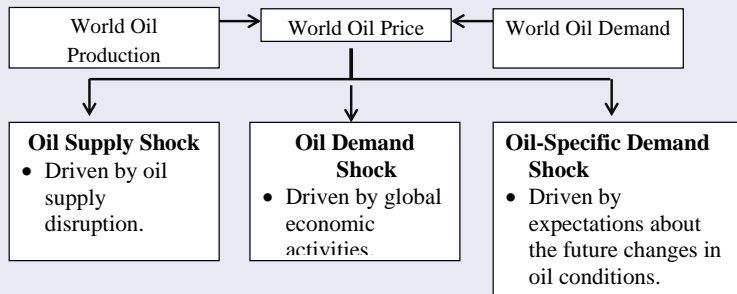 World Oil
Production
World Oil Price
World Oil Demand
Oil Supply Shock
• Driven by oil
supply
disruption.
Oil Demand
Shock
• Driven by global
economic
activities.
Oil-Specific Demand
Shock
• Driven by
expectations about
the future changes in
oil conditions.